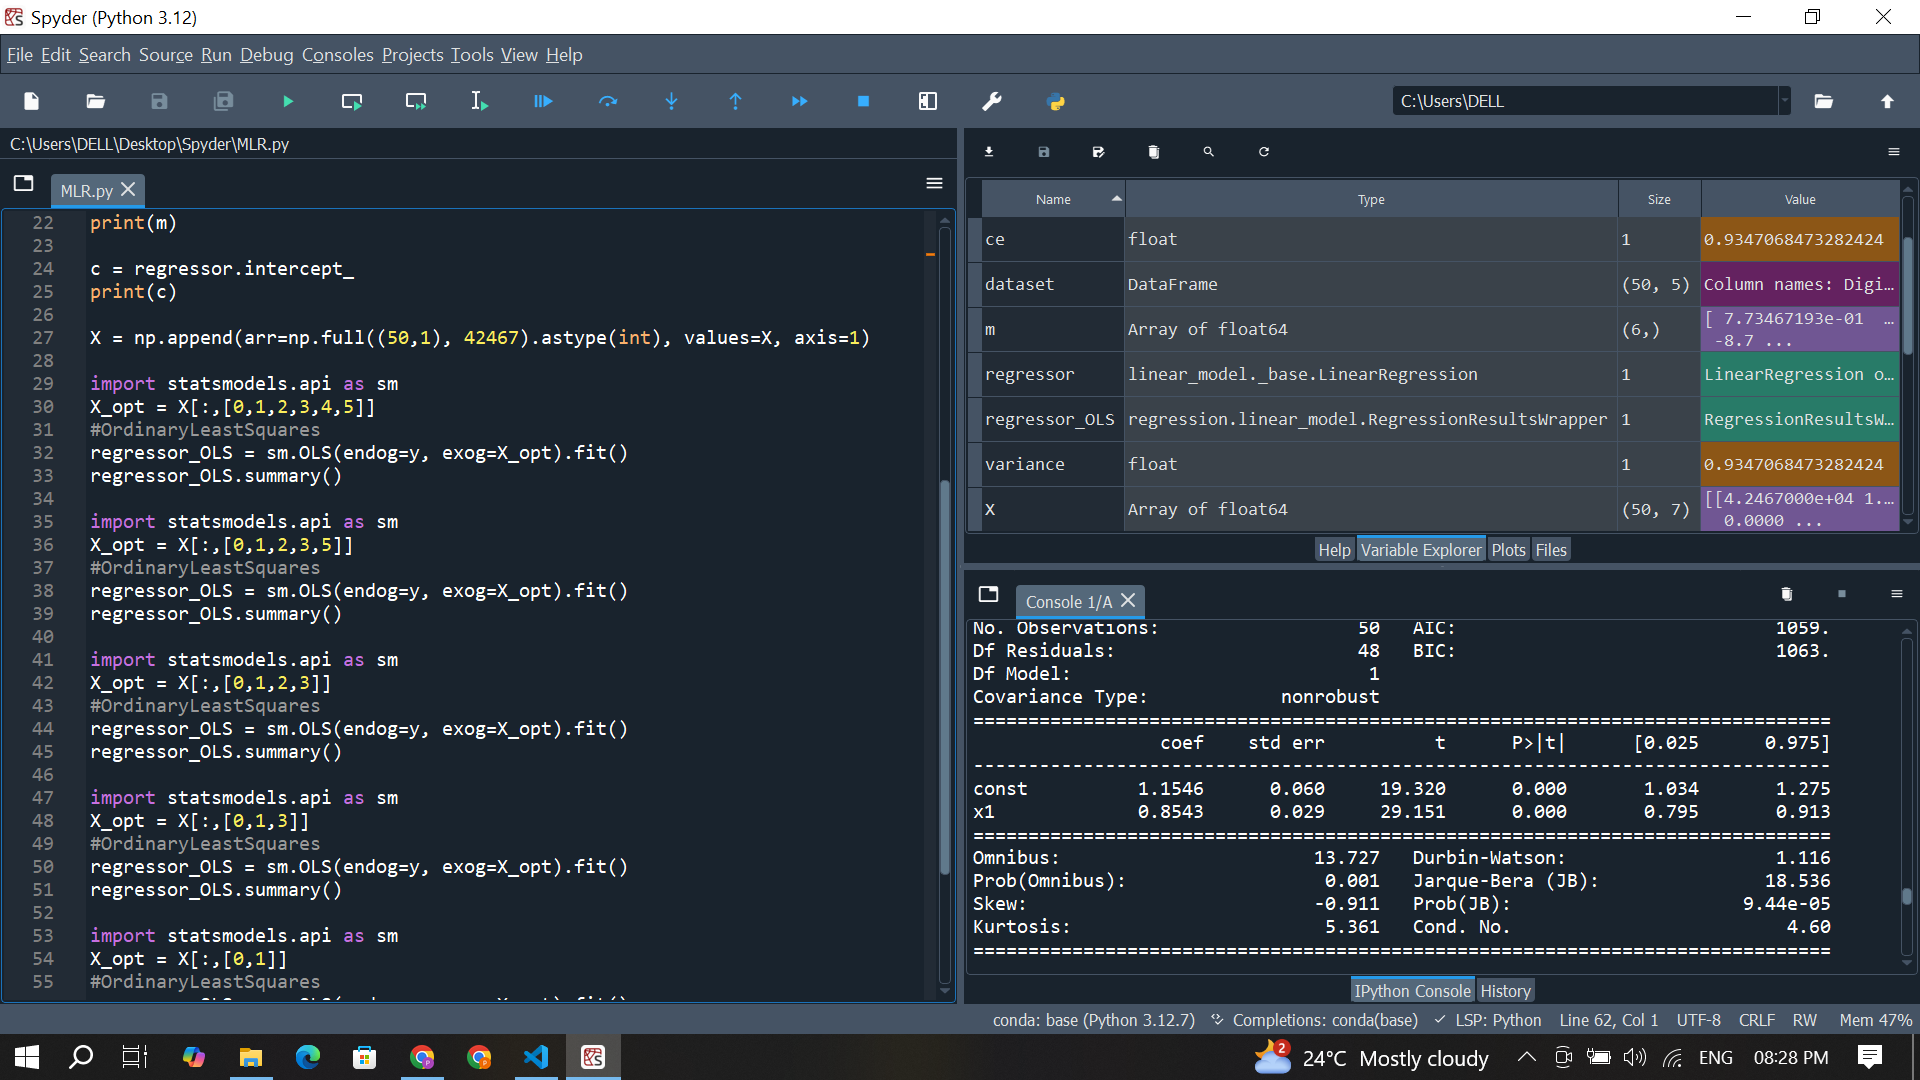 Spyder (Python 3.12)
File Edit Search Source Run Debug Consoles Projects Tools View Help
C:\Users\DELL
C:\Users\DELL\Desktop\Spyder\MLR.py
MLR.py
22 print(m)
23
24 c = regressor.intercept_
25 print(c)
26
27 X = np.append(arr=np.full((50,1), 42467).astype(int), values=X, axis=1)
28
29 import statsmodels.api as sm
30 X_opt = X[:,[0,1,2,3,4,5]]
31 #OrdinaryLeastSquares
32 regressor_OLS = sm.OLS(endog=y, exog=X_opt).fit()
33 regressor_OLS.summary()
34
35 import statsmodels.api as sm
36 X_opt = X[:,[0,1,2,3,5]]
37 #OrdinaryLeastSquares
38 regressor_OLS = sm.OLS(endog=y, exog=X_opt).fit()
39 regressor_OLS.summary()
40
41 import statsmodels.api as sm
42 X_opt = X[:,[0,1,2,3]]
43 #OrdinaryLeastSquares
44 regressor_OLS = sm.OLS(endog=y, exog=X_opt).fit()
45 regressor_OLS.summary()
46
47 import statsmodels.api as sm
48 X_opt = X[:,[0,1,3]]
49 #OrdinaryLeastSquares
50 regressor_OLS = sm.OLS(endog=y, exog=X_opt).fit()
51 regressor_OLS.summary()
52
53 import statsmodels.api as sm
54 X_opt = X[:,[0,1]]
55 #OrdinaryLeastSquares
Name Type Size Value
ce float 1 0.9347068473282424
dataset DataFrame (50, 5) Column names: Digi…
m Array of float64 (6,) [ 7.73467193e-01 …
-8.7 ...
regressor linear_model._base.LinearRegression 1 LinearRegression o…
regressor_OLS regression.linear_model.RegressionResultsWrapper 1 RegressionResultsW…
variance float 1 0.9347068473282424
X Array of float64 (50, 7) [[4.2467000e+04 1.…
0.0000 ...
Help Variable Explorer Plots Files
Console 1/A
No. Observations: 50 AIC: 1059.
Df Residuals: 48 BIC: 1063.
Df Model: 1
Covariance Type: nonrobust
==============================================================================
coef std err t P>|t| [0.025 0.975]
------------------------------------------------------------------------------
const 1.1546 0.060 19.320 0.000 1.034 1.275
x1 0.8543 0.029 29.151 0.000 0.795 0.913
==============================================================================
Omnibus: 13.727 Durbin-Watson: 1.116
Prob(Omnibus): 0.001 Jarque-Bera (JB): 18.536
Skew: -0.911 Prob(JB): 9.44e-05
Kurtosis: 5.361 Cond. No. 4.60
==============================================================================
IPython Console History
conda: base (Python 3.12.7) Completions: conda(base) LSP: Python Line 62, Col 1 UTF-8 CRLF RW Mem 47%
2 24°C Mostly cloudy ENG 08:28 PM